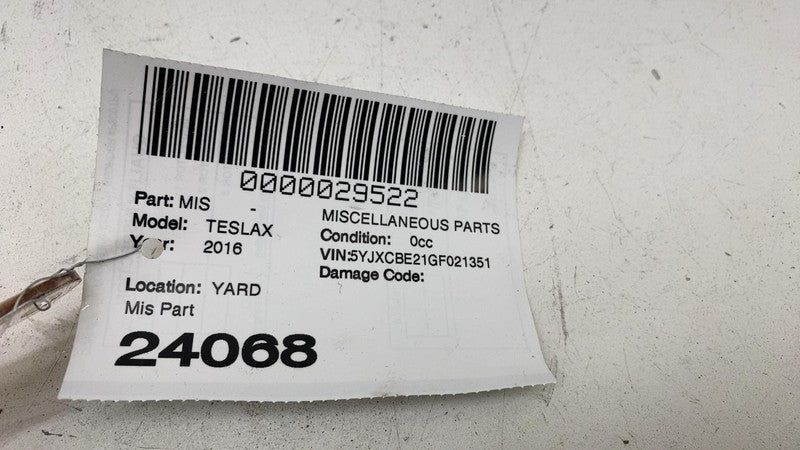 0000029522
Part: MIS -
MISCELLANEOUS PARTS
Model: TESLAX
Condition: 0cc
Year: 2016
VIN:5YJXCBE21GF021351
Damage Code:
Location: YARD
Mis Part
24068